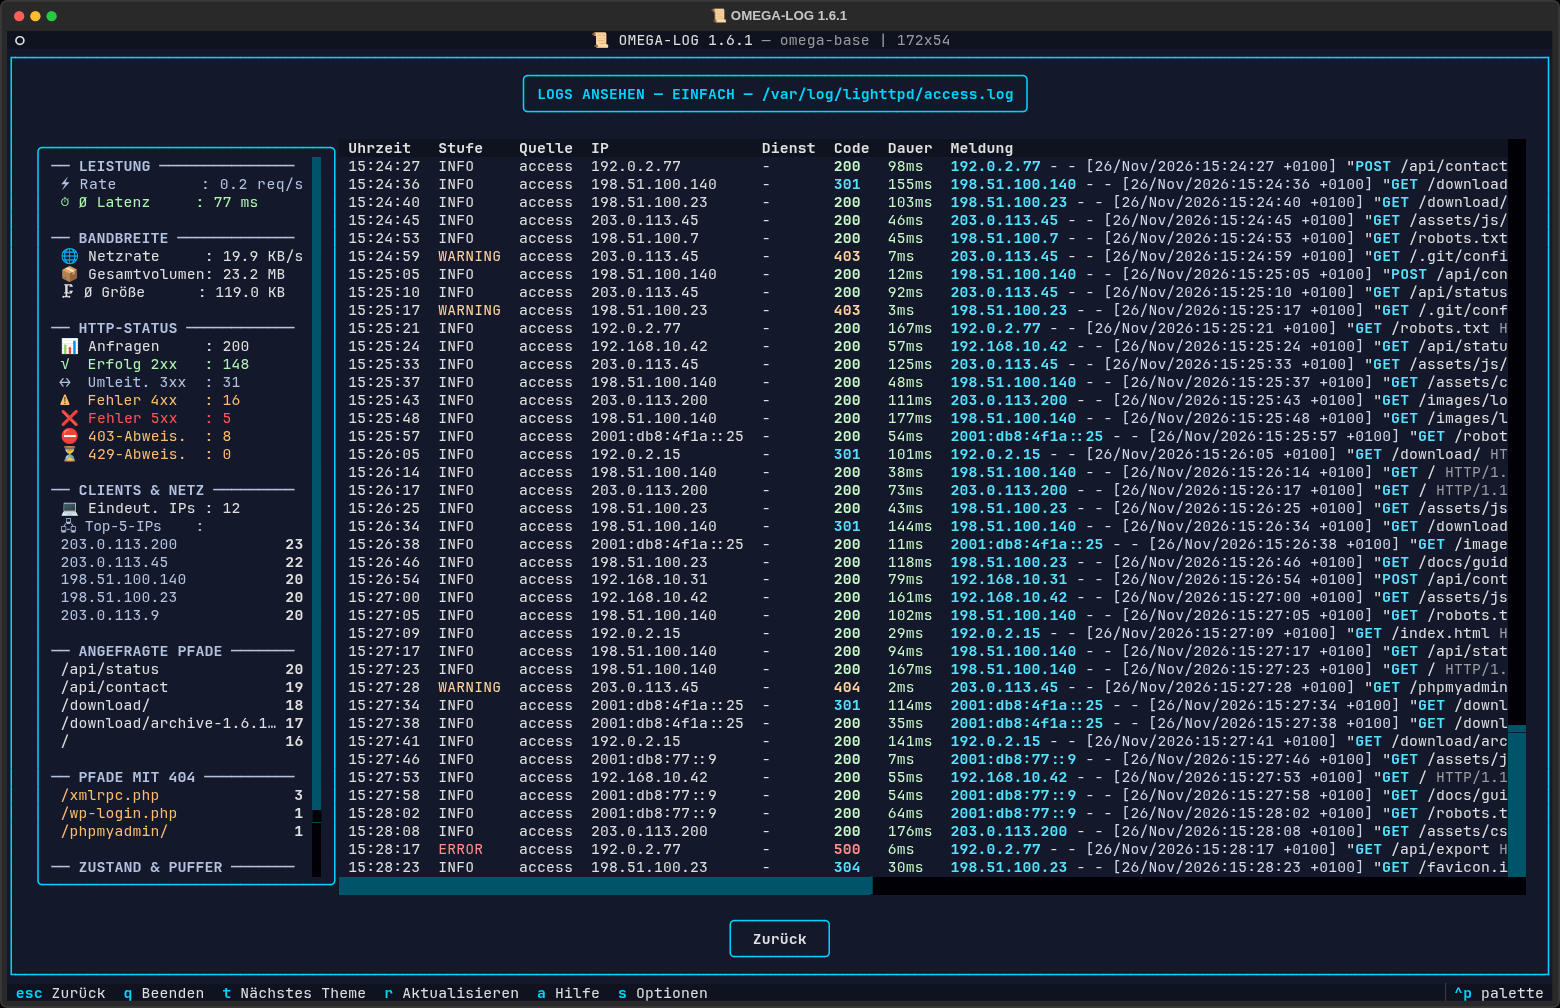 📜 OMEGA-LOG 1.6.1
📜 OMEGA-LOG 1.6.1 — omega-base | 172x54
LOGS ANSEHEN — EINFACH — /var/log/lighttpd/access.log
── LEISTUNG ───────────────
⚡ Rate : 0.2 req/s
⏱ Ø Latenz : 77 ms
── BANDBREITE ─────────────
🌐 Netzrate : 19.9 KB/s
📦 Gesamtvolumen: 23.2 MB
🗜 Ø Größe : 119.0 KB
── HTTP-STATUS ────────────
📊 Anfragen : 200
√ Erfolg 2xx : 148
↔ Umleit. 3xx : 31
⚠ Fehler 4xx : 16
❌ Fehler 5xx : 5
⛔ 403-Abweis. : 8
⏳ 429-Abweis. : 0
── CLIENTS & NETZ ─────────
💻 Eindeut. IPs : 12
🖧 Top-5-IPs :
203.0.113.200 23
203.0.113.45 22
198.51.100.140 20
198.51.100.23 20
203.0.113.9 20
── ANGEFRAGTE PFADE ───────
/api/status 20
/api/contact 19
/download/ 18
/download/archive-1.6.1… 17
/ 16
── PFADE MIT 404 ──────────
/xmlrpc.php 3
/wp-login.php 1
/phpmyadmin/ 1
── ZUSTAND & PUFFER ───────
Uhrzeit Stufe Quelle IP Dienst Code Dauer Meldung
15:24:27 INFO access 192.0.2.77 - 200 98ms 192.0.2.77 - - [26/Nov/2026:15:24:27 +0100] "POST /api/contact
15:24:36 INFO access 198.51.100.140 - 301 155ms 198.51.100.140 - - [26/Nov/2026:15:24:36 +0100] "GET /download
15:24:40 INFO access 198.51.100.23 - 200 103ms 198.51.100.23 - - [26/Nov/2026:15:24:40 +0100] "GET /download/
15:24:45 INFO access 203.0.113.45 - 200 46ms 203.0.113.45 - - [26/Nov/2026:15:24:45 +0100] "GET /assets/js/
15:24:53 INFO access 198.51.100.7 - 200 45ms 198.51.100.7 - - [26/Nov/2026:15:24:53 +0100] "GET /robots.txt
15:24:59 WARNING access 203.0.113.45 - 403 7ms 203.0.113.45 - - [26/Nov/2026:15:24:59 +0100] "GET /.git/confi
15:25:05 INFO access 198.51.100.140 - 200 12ms 198.51.100.140 - - [26/Nov/2026:15:25:05 +0100] "POST /api/con
15:25:10 INFO access 203.0.113.45 - 200 92ms 203.0.113.45 - - [26/Nov/2026:15:25:10 +0100] "GET /api/status
15:25:17 WARNING access 198.51.100.23 - 403 3ms 198.51.100.23 - - [26/Nov/2026:15:25:17 +0100] "GET /.git/conf
15:25:21 INFO access 192.0.2.77 - 200 167ms 192.0.2.77 - - [26/Nov/2026:15:25:21 +0100] "GET /robots.txt H
15:25:24 INFO access 192.168.10.42 - 200 57ms 192.168.10.42 - - [26/Nov/2026:15:25:24 +0100] "GET /api/statu
15:25:33 INFO access 203.0.113.45 - 200 125ms 203.0.113.45 - - [26/Nov/2026:15:25:33 +0100] "GET /assets/js/
15:25:37 INFO access 198.51.100.140 - 200 48ms 198.51.100.140 - - [26/Nov/2026:15:25:37 +0100] "GET /assets/c
15:25:43 INFO access 203.0.113.200 - 200 111ms 203.0.113.200 - - [26/Nov/2026:15:25:43 +0100] "GET /images/lo
15:25:48 INFO access 198.51.100.140 - 200 177ms 198.51.100.140 - - [26/Nov/2026:15:25:48 +0100] "GET /images/l
15:25:57 INFO access 2001:db8:4f1a::25 - 200 54ms 2001:db8:4f1a::25 - - [26/Nov/2026:15:25:57 +0100] "GET /robot
15:26:05 INFO access 192.0.2.15 - 301 101ms 192.0.2.15 - - [26/Nov/2026:15:26:05 +0100] "GET /download/ HT
15:26:14 INFO access 198.51.100.140 - 200 38ms 198.51.100.140 - - [26/Nov/2026:15:26:14 +0100] "GET / HTTP/1.
15:26:17 INFO access 203.0.113.200 - 200 73ms 203.0.113.200 - - [26/Nov/2026:15:26:17 +0100] "GET / HTTP/1.1
15:26:25 INFO access 198.51.100.23 - 200 43ms 198.51.100.23 - - [26/Nov/2026:15:26:25 +0100] "GET /assets/js
15:26:34 INFO access 198.51.100.140 - 301 144ms 198.51.100.140 - - [26/Nov/2026:15:26:34 +0100] "GET /download
15:26:38 INFO access 2001:db8:4f1a::25 - 200 11ms 2001:db8:4f1a::25 - - [26/Nov/2026:15:26:38 +0100] "GET /image
15:26:46 INFO access 198.51.100.23 - 200 118ms 198.51.100.23 - - [26/Nov/2026:15:26:46 +0100] "GET /docs/guid
15:26:54 INFO access 192.168.10.31 - 200 79ms 192.168.10.31 - - [26/Nov/2026:15:26:54 +0100] "POST /api/cont
15:27:00 INFO access 192.168.10.42 - 200 161ms 192.168.10.42 - - [26/Nov/2026:15:27:00 +0100] "GET /assets/js
15:27:05 INFO access 198.51.100.140 - 200 102ms 198.51.100.140 - - [26/Nov/2026:15:27:05 +0100] "GET /robots.t
15:27:09 INFO access 192.0.2.15 - 200 29ms 192.0.2.15 - - [26/Nov/2026:15:27:09 +0100] "GET /index.html H
15:27:17 INFO access 198.51.100.140 - 200 94ms 198.51.100.140 - - [26/Nov/2026:15:27:17 +0100] "GET /api/stat
15:27:23 INFO access 198.51.100.140 - 200 167ms 198.51.100.140 - - [26/Nov/2026:15:27:23 +0100] "GET / HTTP/1.
15:27:28 WARNING access 203.0.113.45 - 404 2ms 203.0.113.45 - - [26/Nov/2026:15:27:28 +0100] "GET /phpmyadmin
15:27:34 INFO access 2001:db8:4f1a::25 - 301 114ms 2001:db8:4f1a::25 - - [26/Nov/2026:15:27:34 +0100] "GET /downl
15:27:38 INFO access 2001:db8:4f1a::25 - 200 35ms 2001:db8:4f1a::25 - - [26/Nov/2026:15:27:38 +0100] "GET /downl
15:27:41 INFO access 192.0.2.15 - 200 141ms 192.0.2.15 - - [26/Nov/2026:15:27:41 +0100] "GET /download/arc
15:27:46 INFO access 2001:db8:77::9 - 200 7ms 2001:db8:77::9 - - [26/Nov/2026:15:27:46 +0100] "GET /assets/j
15:27:53 INFO access 192.168.10.42 - 200 55ms 192.168.10.42 - - [26/Nov/2026:15:27:53 +0100] "GET / HTTP/1.1
15:27:58 INFO access 2001:db8:77::9 - 200 54ms 2001:db8:77::9 - - [26/Nov/2026:15:27:58 +0100] "GET /docs/gui
15:28:02 INFO access 2001:db8:77::9 - 200 64ms 2001:db8:77::9 - - [26/Nov/2026:15:28:02 +0100] "GET /robots.t
15:28:08 INFO access 203.0.113.200 - 200 176ms 203.0.113.200 - - [26/Nov/2026:15:28:08 +0100] "GET /assets/cs
15:28:17 ERROR access 192.0.2.77 - 500 6ms 192.0.2.77 - - [26/Nov/2026:15:28:17 +0100] "GET /api/export H
15:28:23 INFO access 198.51.100.23 - 304 30ms 198.51.100.23 - - [26/Nov/2026:15:28:23 +0100] "GET /favicon.i
Zurück
esc Zurück q Beenden t Nächstes Theme r Aktualisieren a Hilfe s Optionen ^p palette